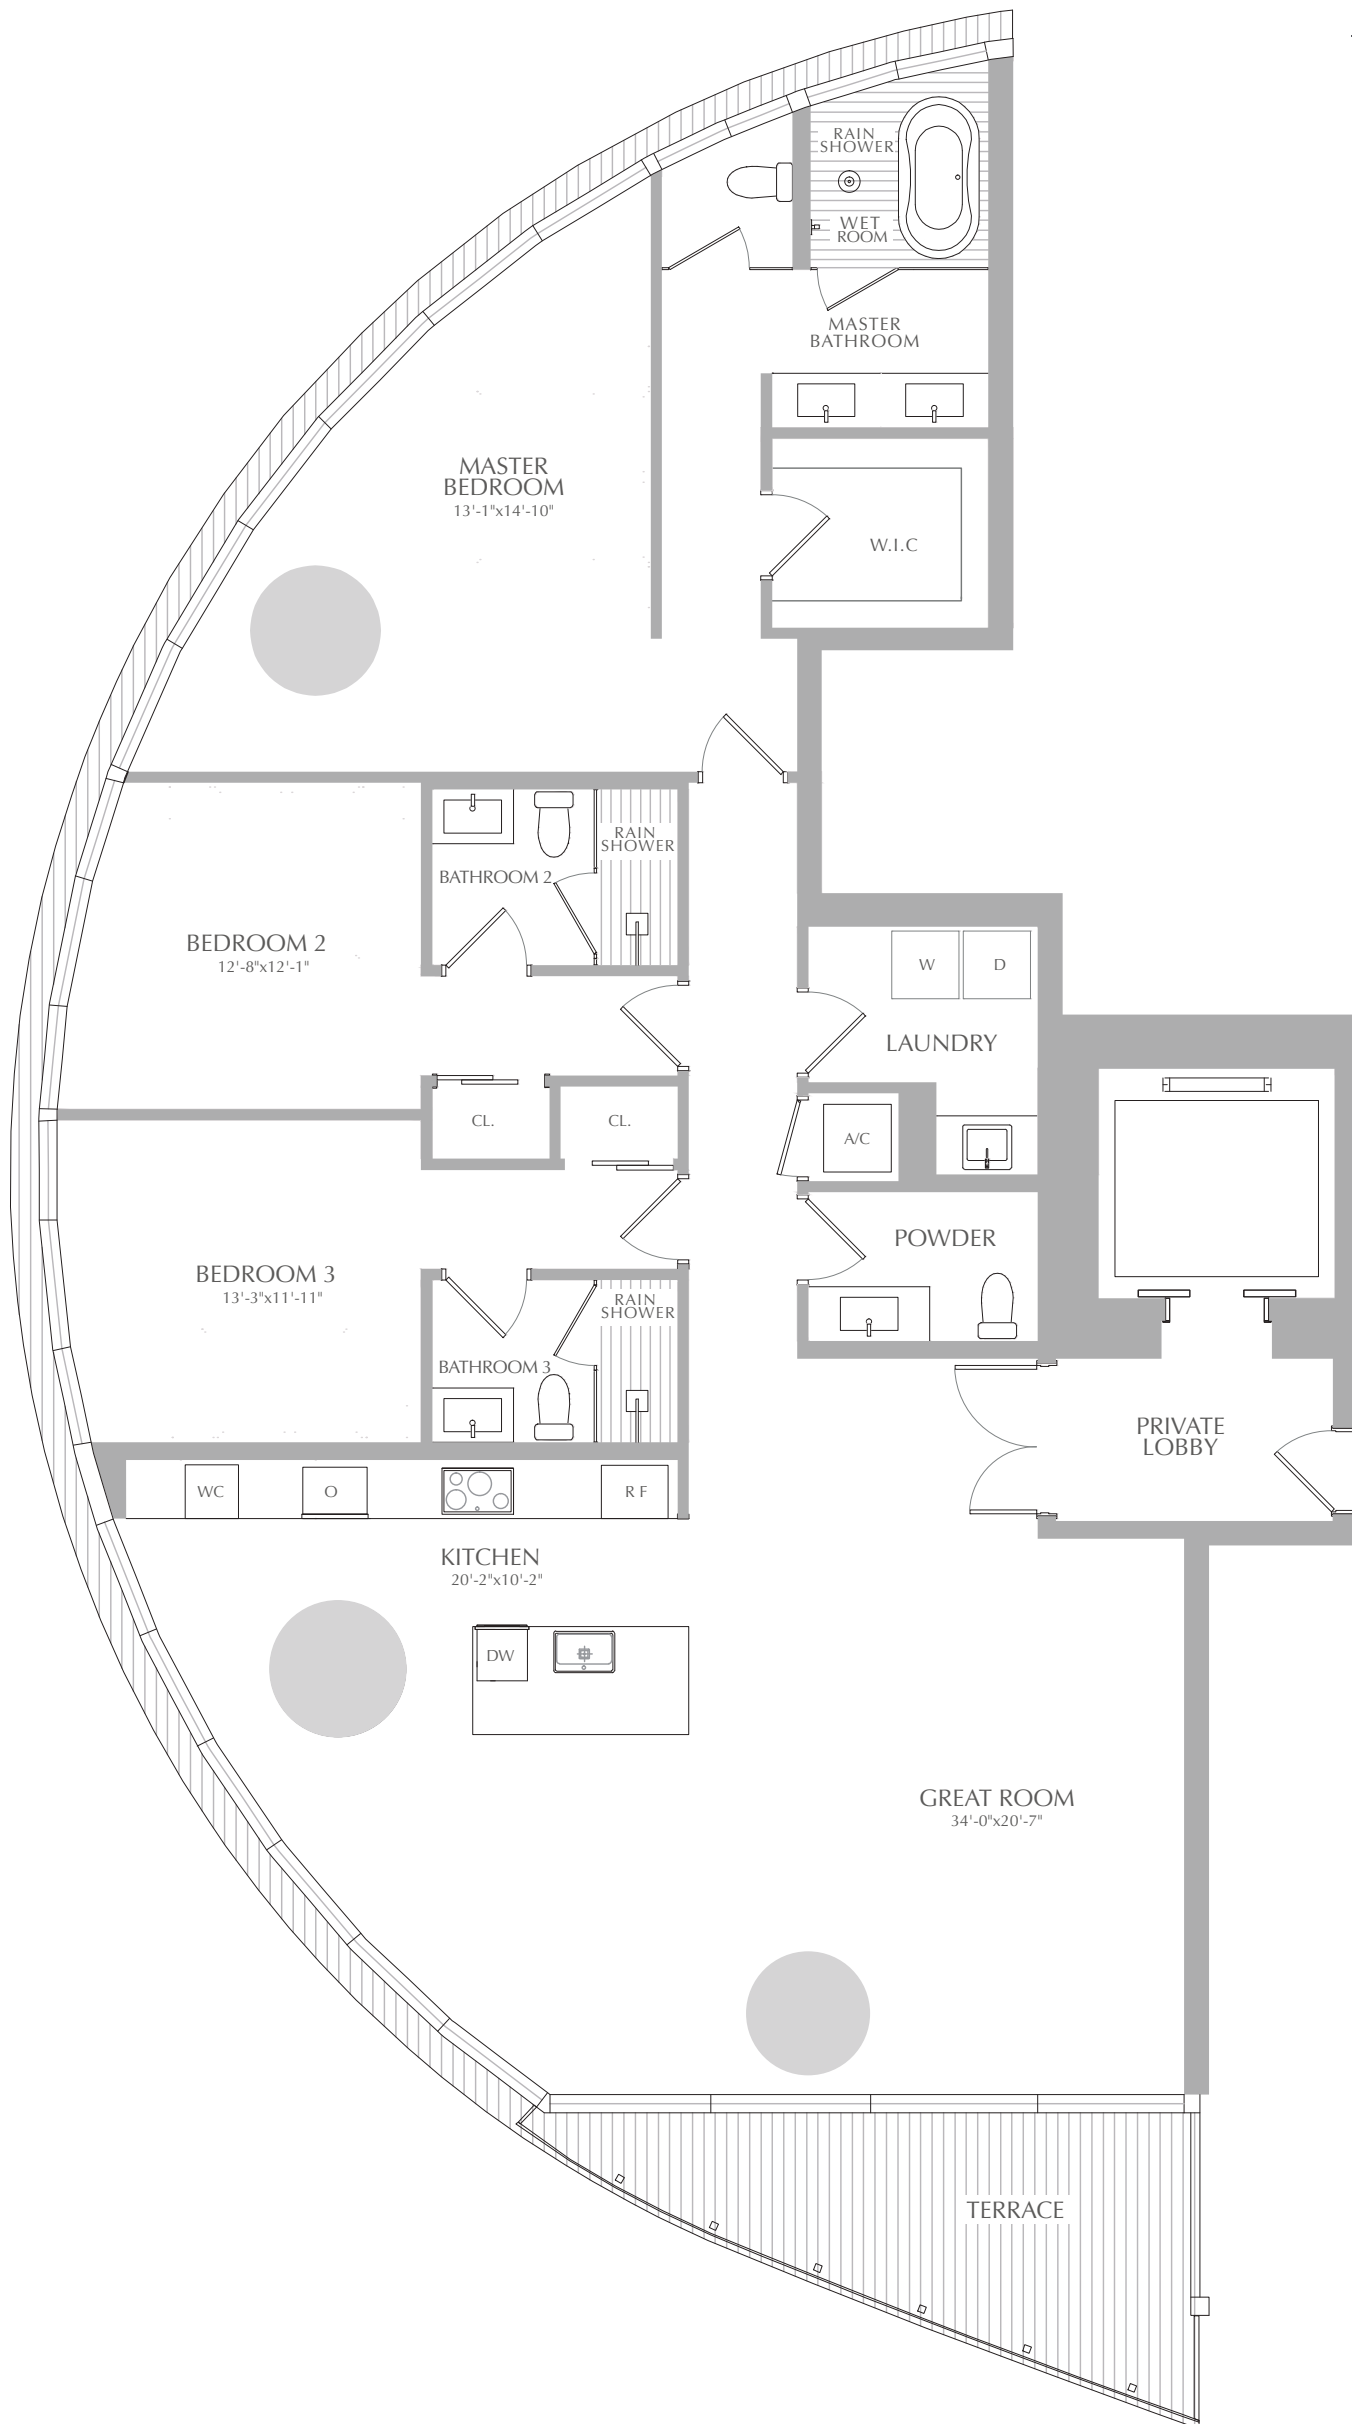 RAIN
SHOWER
WET
ROOM
MASTER
BATHROOM
MASTER
BEDROOM
13'-1"x14'-10"
W.I.C
RAIN
SHOWER
BATHROOM 2
BEDROOM 2
12'-8"x12'-1"
W
D
LAUNDRY
CL.
CL.
A/C
POWDER
BEDROOM 3
13'-3"x11'-11"
RAIN
SHOWER
BATHROOM 3
PRIVATE
LOBBY
WC
O
R F
KITCHEN
20'-2"x10'-2"
DW
GREAT ROOM
34'-0"x20'-7"
TERRACE